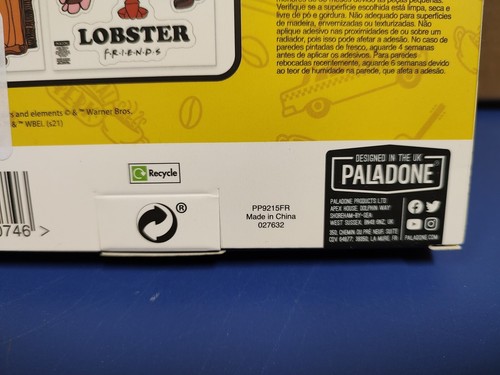 Verifique se a superfície escolhida está limpa, seca e
livre de pó e gordura. Não adequado para superfícies
de madeira, envernizadas ou texturizadas. Não
aplique adesivo nas proximidades de ou sobre um
radiador, pois isso pode afetar a adesão. No caso de
paredes pintadas de fresco, aguarde 4 semanas
antes de aplicar os adesivos. Para paredes
rebocadas recentemente, aguarde 6 semanas devido
ao teor de humidade na parede, que afeta a adesão.
LOBSTER
F·R·I·E·N·D·S
and elements © & ™ Warner Bros.
& ™ WBEI. (s21)
Recycle
®
0746 >
PP9215FR
Made in China
027632
DESIGNED IN THE UK
PALADONE®
PALADONE PRODUCTS LTD
APEX HOUSE, DOLPHIN WAY
SHOREHAM-BY-SEA
WEST SUSSEX, BN43 6NZ, UK
PALADONE.COM